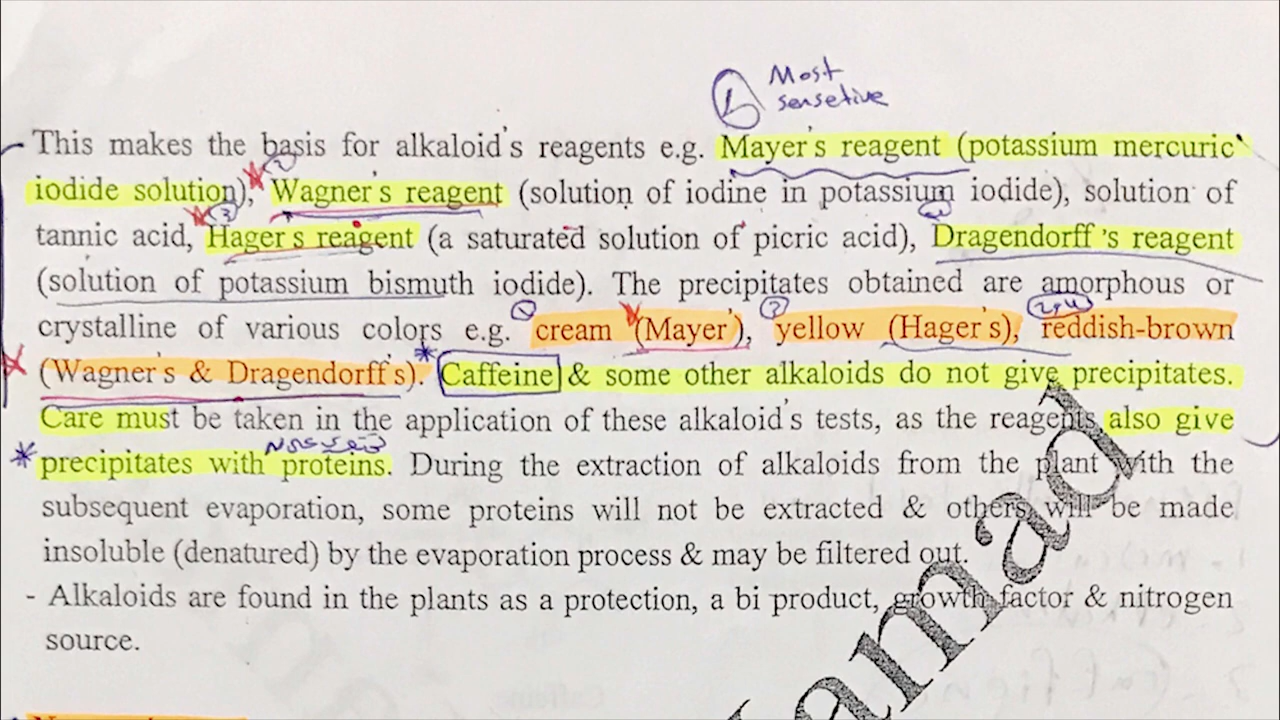 Most
sensetive
This makes the basis for alkaloid's reagents e.g. Mayer's reagent (potassium mercuric
iodide solution), Wagner's reagent (solution of iodine in potassium iodide), solution of
tannic acid, Hager's reagent (a saturated solution of picric acid), Dragendorff's reagent
(solution of potassium bismuth iodide). The precipitates obtained are amorphous or
crystalline of various colors e.g. cream (Mayer'), yellow (Hager's), reddish-brown
(Wagner's & Dragendorff's). Caffeine & some other alkaloids do not give precipitates.
Care must be taken in the application of these alkaloid's tests, as the reagents also give
precipitates with proteins. During the extraction of alkaloids from the plant with the
subsequent evaporation, some proteins will not be extracted & others will be made
insoluble (denatured) by the evaporation process & may be filtered out.
- Alkaloids are found in the plants as a protection, a bi product, growth factor & nitrogen
source.